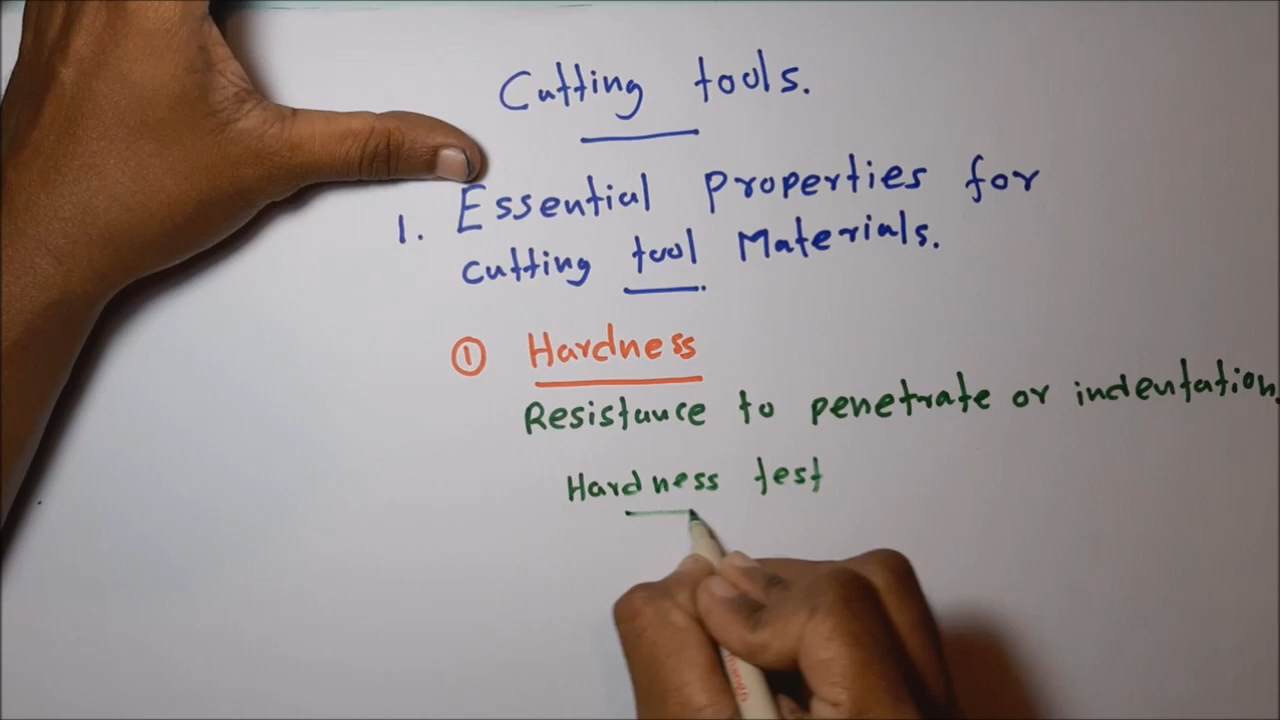 Cutting tools.
1. Essential Properties for
cutting tool Materials.
① Hardness
Resistance to penetrate or indentation.
Hardness test